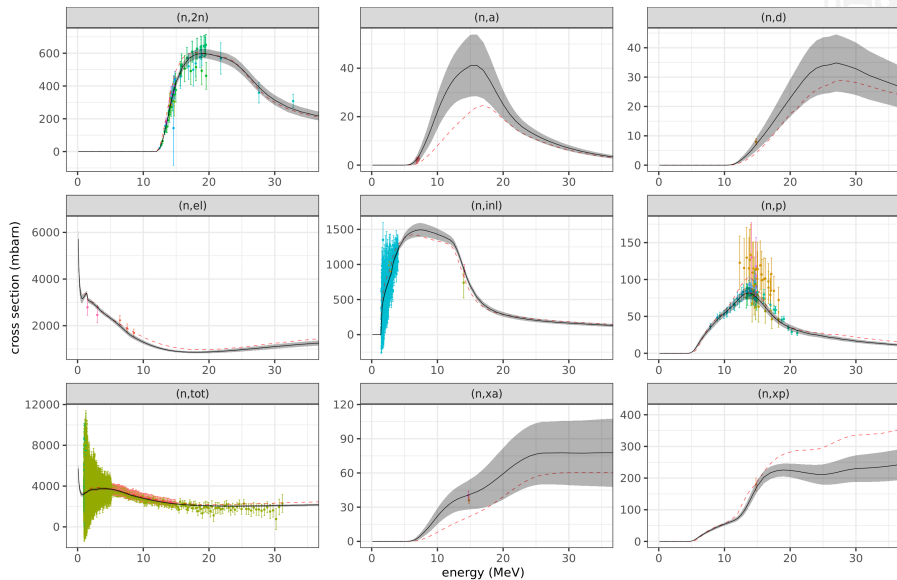 (n,2n) (n,a) (n,d)
600
400
200
0
0 10 20 30
40
20
0
0 10 20 30
40
30
20
10
0
0 10 20 30
(n,el) (n,inl) (n,p)
6000
4000
2000
0 10 20 30
1500
1000
500
0
0 10 20 30
150
100
50
0
0 10 20 30
(n,tot) (n,xa) (n,xp)
12000
8000
4000
0
0 10 20 30
120
90
60
30
0
0 10 20 30
400
300
200
100
0
0 10 20 30
cross section (mbarn)
energy (MeV)